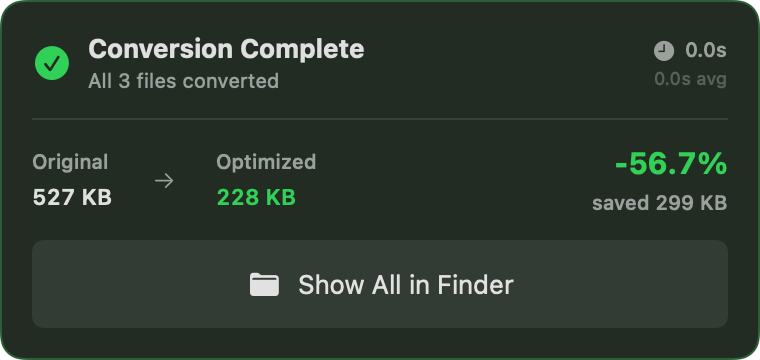 Conversion Complete
0.0s
All 3 files converted
0.0s avg
Original
Optimized
-56.7%
527 KB
228 KB
saved 299 KB
Show All in Finder